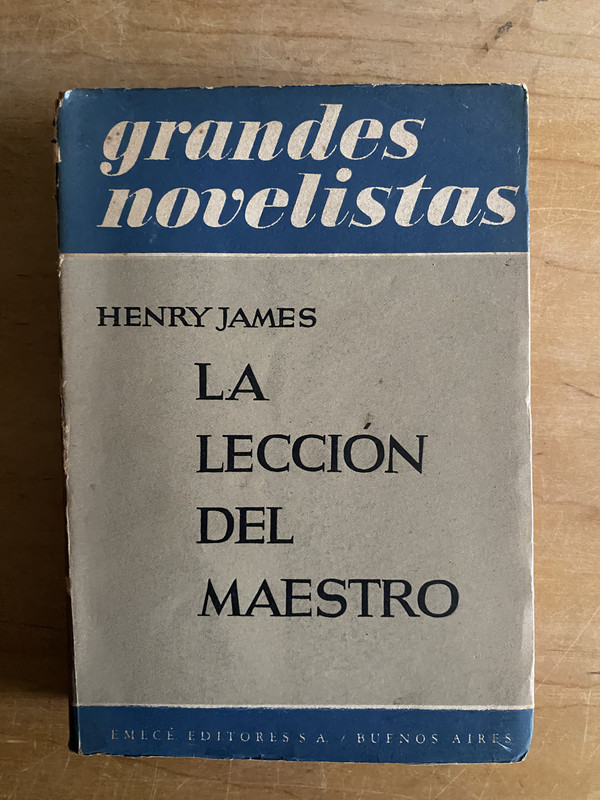 grandes
novelistas
HENRY JAMES
LA
LECCIÓN
DEL
MAESTRO
EMECÉ EDITORES S.A. / BUENOS AIRES